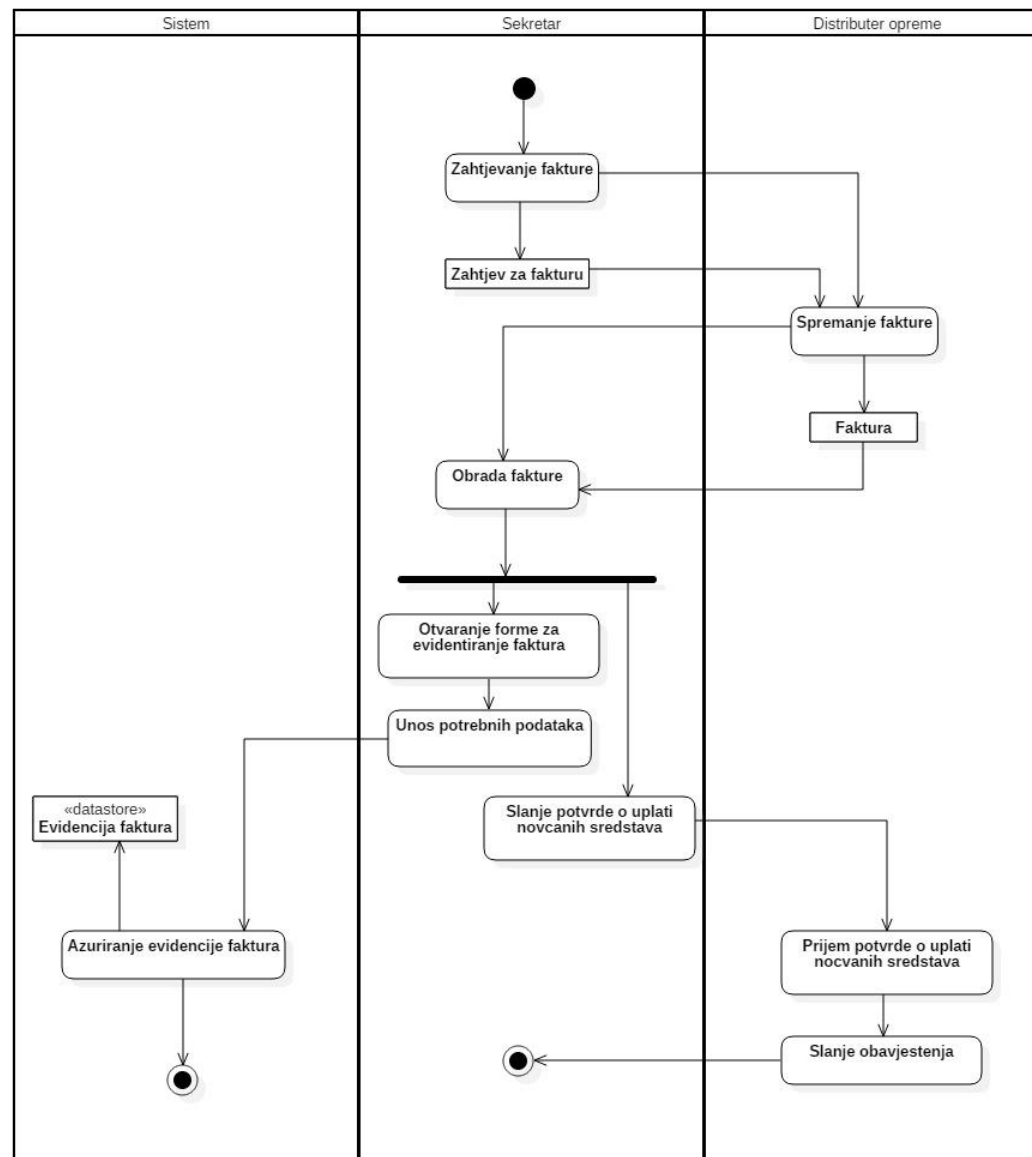 Sistem
Sekretar
Distributer opreme
Zahtjevanje fakture
Zahtjev za fakturu
Spremanje fakture
Faktura
Obrada fakture
Otvaranje forme za
evidentiranje faktura
Unos potrebnih podataka
«datastore»
Evidencija faktura
Slanje potvrde o uplati
novcanih sredstava
Azuriranje evidencije faktura
Prijem potvrde o uplati
nocvanih sredstava
Slanje obavjestenja